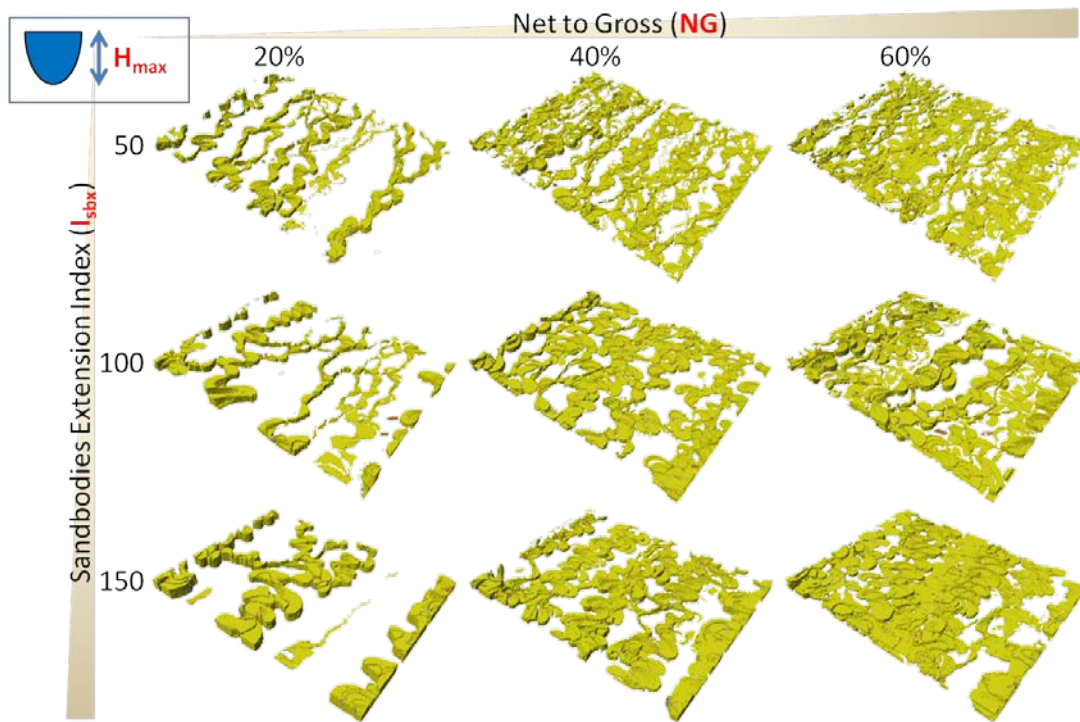 Net to Gross (NG)
Hmax
20% 40% 60%
50
100
150
Sandbodies Extension Index (Isbx)